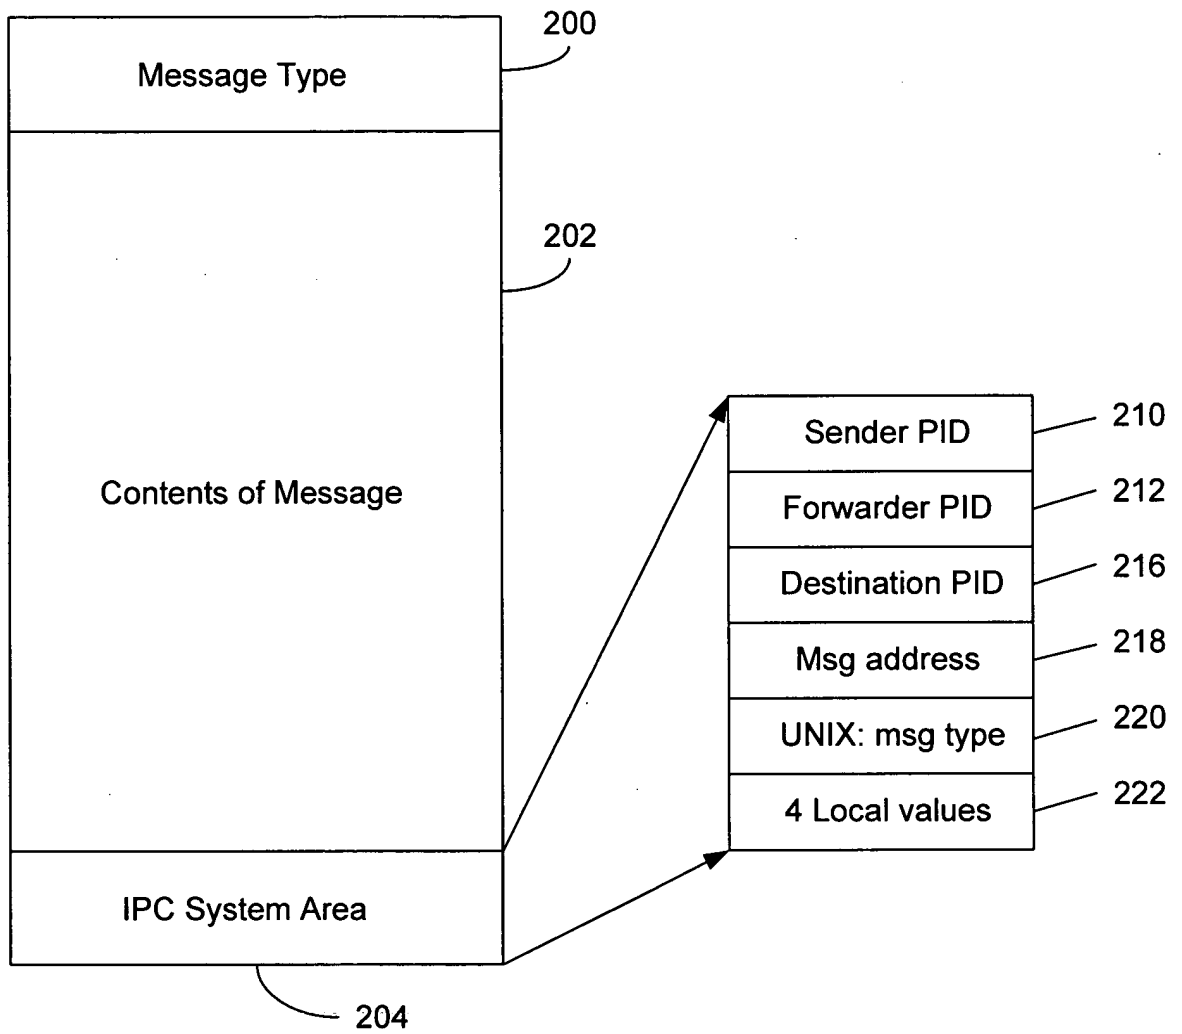 200
Message Type
202
Contents of Message
IPC System Area
204
Sender PID
210
Forwarder PID
212
Destination PID
216
Msg address
218
UNIX: msg type
220
4 Local values
222